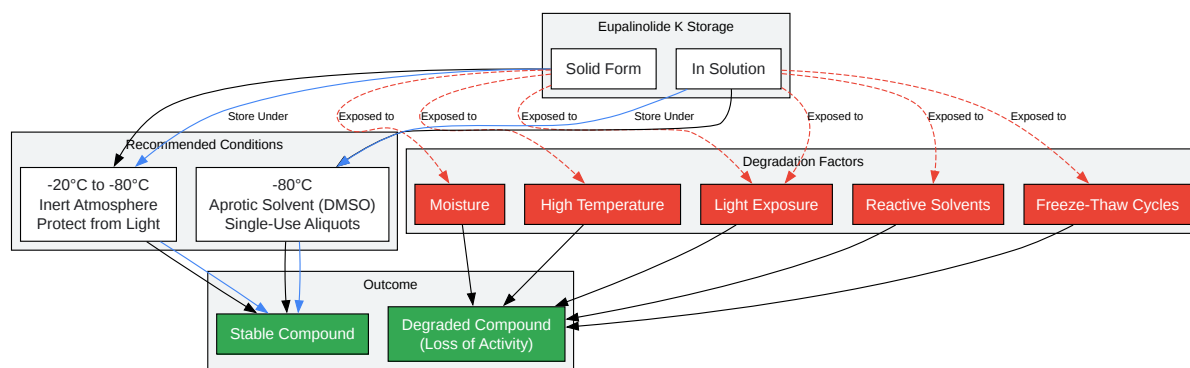 Eupalinolide K Storage
Solid Form
In Solution
Store Under
Exposed to
Exposed to
Exposed to
Store Under
Exposed to
Exposed to
Exposed to
Recommended Conditions
-20°C to -80°C
Inert Atmosphere
Protect from Light
-80°C
Aprotic Solvent (DMSO)
Single-Use Aliquots
Degradation Factors
Moisture
High Temperature
Light Exposure
Reactive Solvents
Freeze-Thaw Cycles
Outcome
Stable Compound
Degraded Compound
(Loss of Activity)